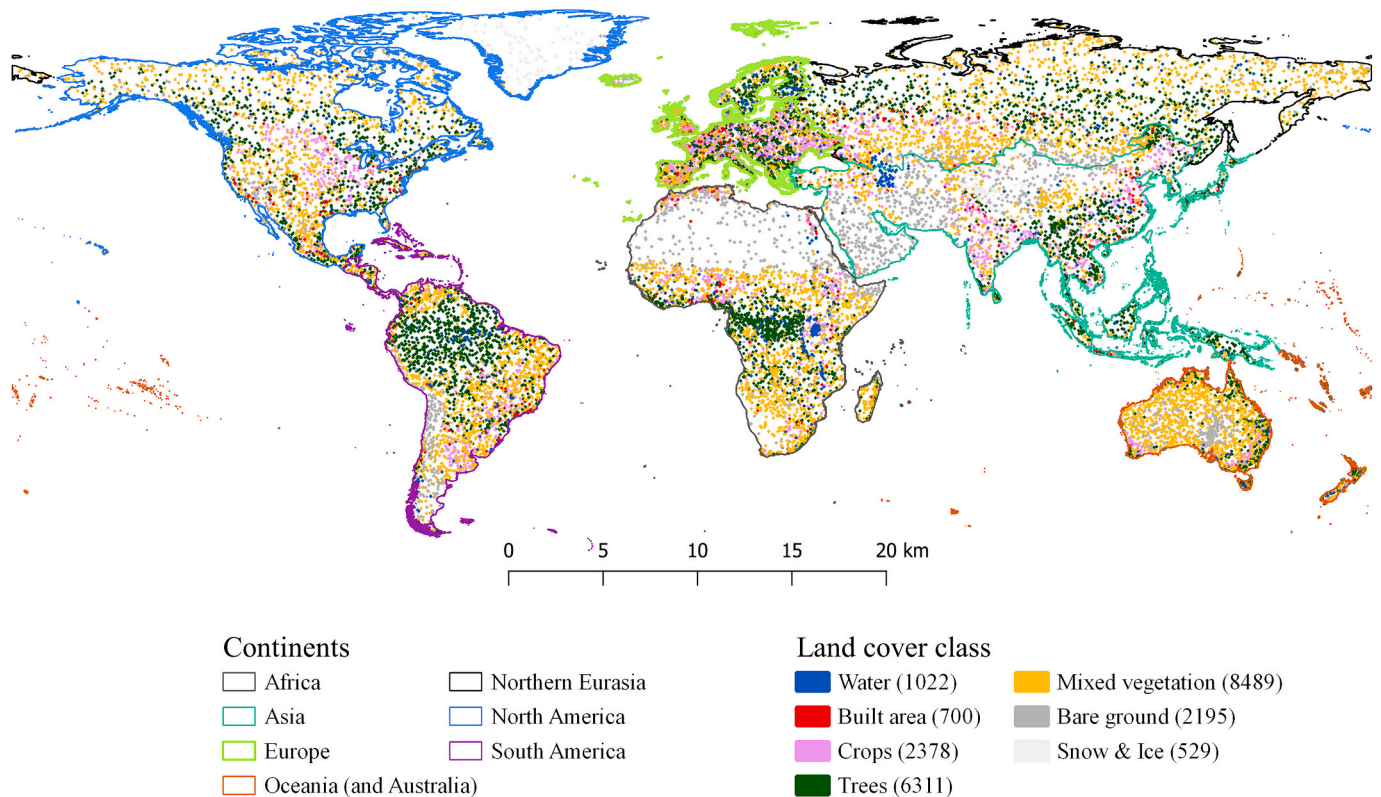 0 5 10 15 20 km
Continents
Africa
Asia
Europe
Oceania (and Australia)
Northern Eurasia
North America
South America
Land cover class
Water (1022)
Built area (700)
Crops (2378)
Trees (6311)
Mixed vegetation (8489)
Bare ground (2195)
Snow & Ice (529)